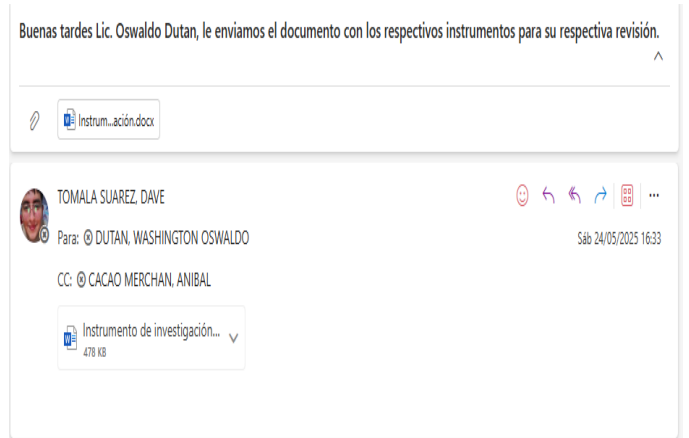 Buenas tardes Lic. Oswaldo Dutan, le enviamos el documento con los respectivos instrumentos para su respectiva revisión.
Instrum...ación.docx
TOMALA SUAREZ, DAVE
Para: DUTAN, WASHINGTON OSWALDO
Sáb 24/05/2025 16:33
CC: CACAO MERCHAN, ANIBAL
Instrumento de investigación...
478 KB